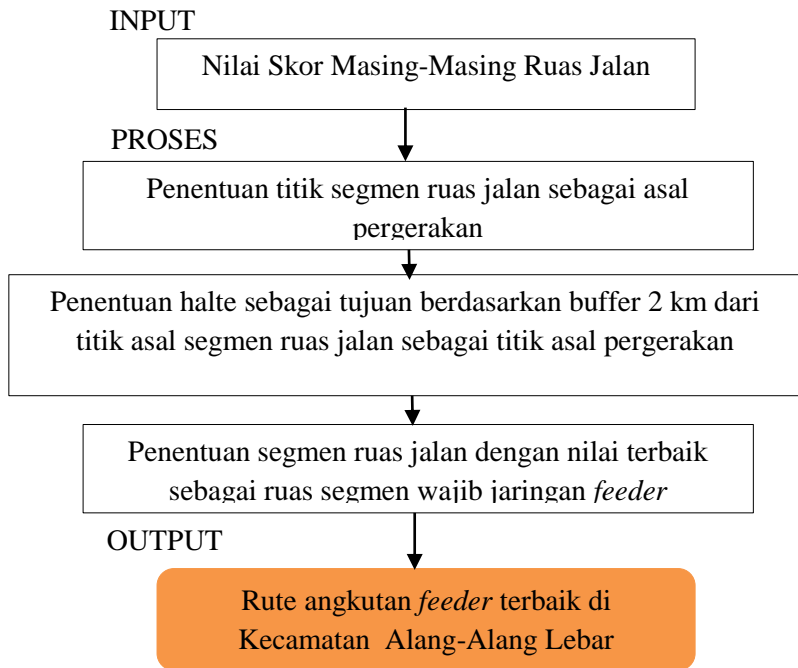 INPUT
Nilai Skor Masing-Masing Ruas Jalan
PROSES
Penentuan titik segmen ruas jalan sebagai asal
pergerakan
Penentuan halte sebagai tujuan berdasarkan buffer 2 km dari
titik asal segmen ruas jalan sebagai titik asal pergerakan
Penentuan segmen ruas jalan dengan nilai terbaik
sebagai ruas segmen wajib jaringan feeder
OUTPUT
Rute angkutan feeder terbaik di
Kecamatan Alang-Alang Lebar